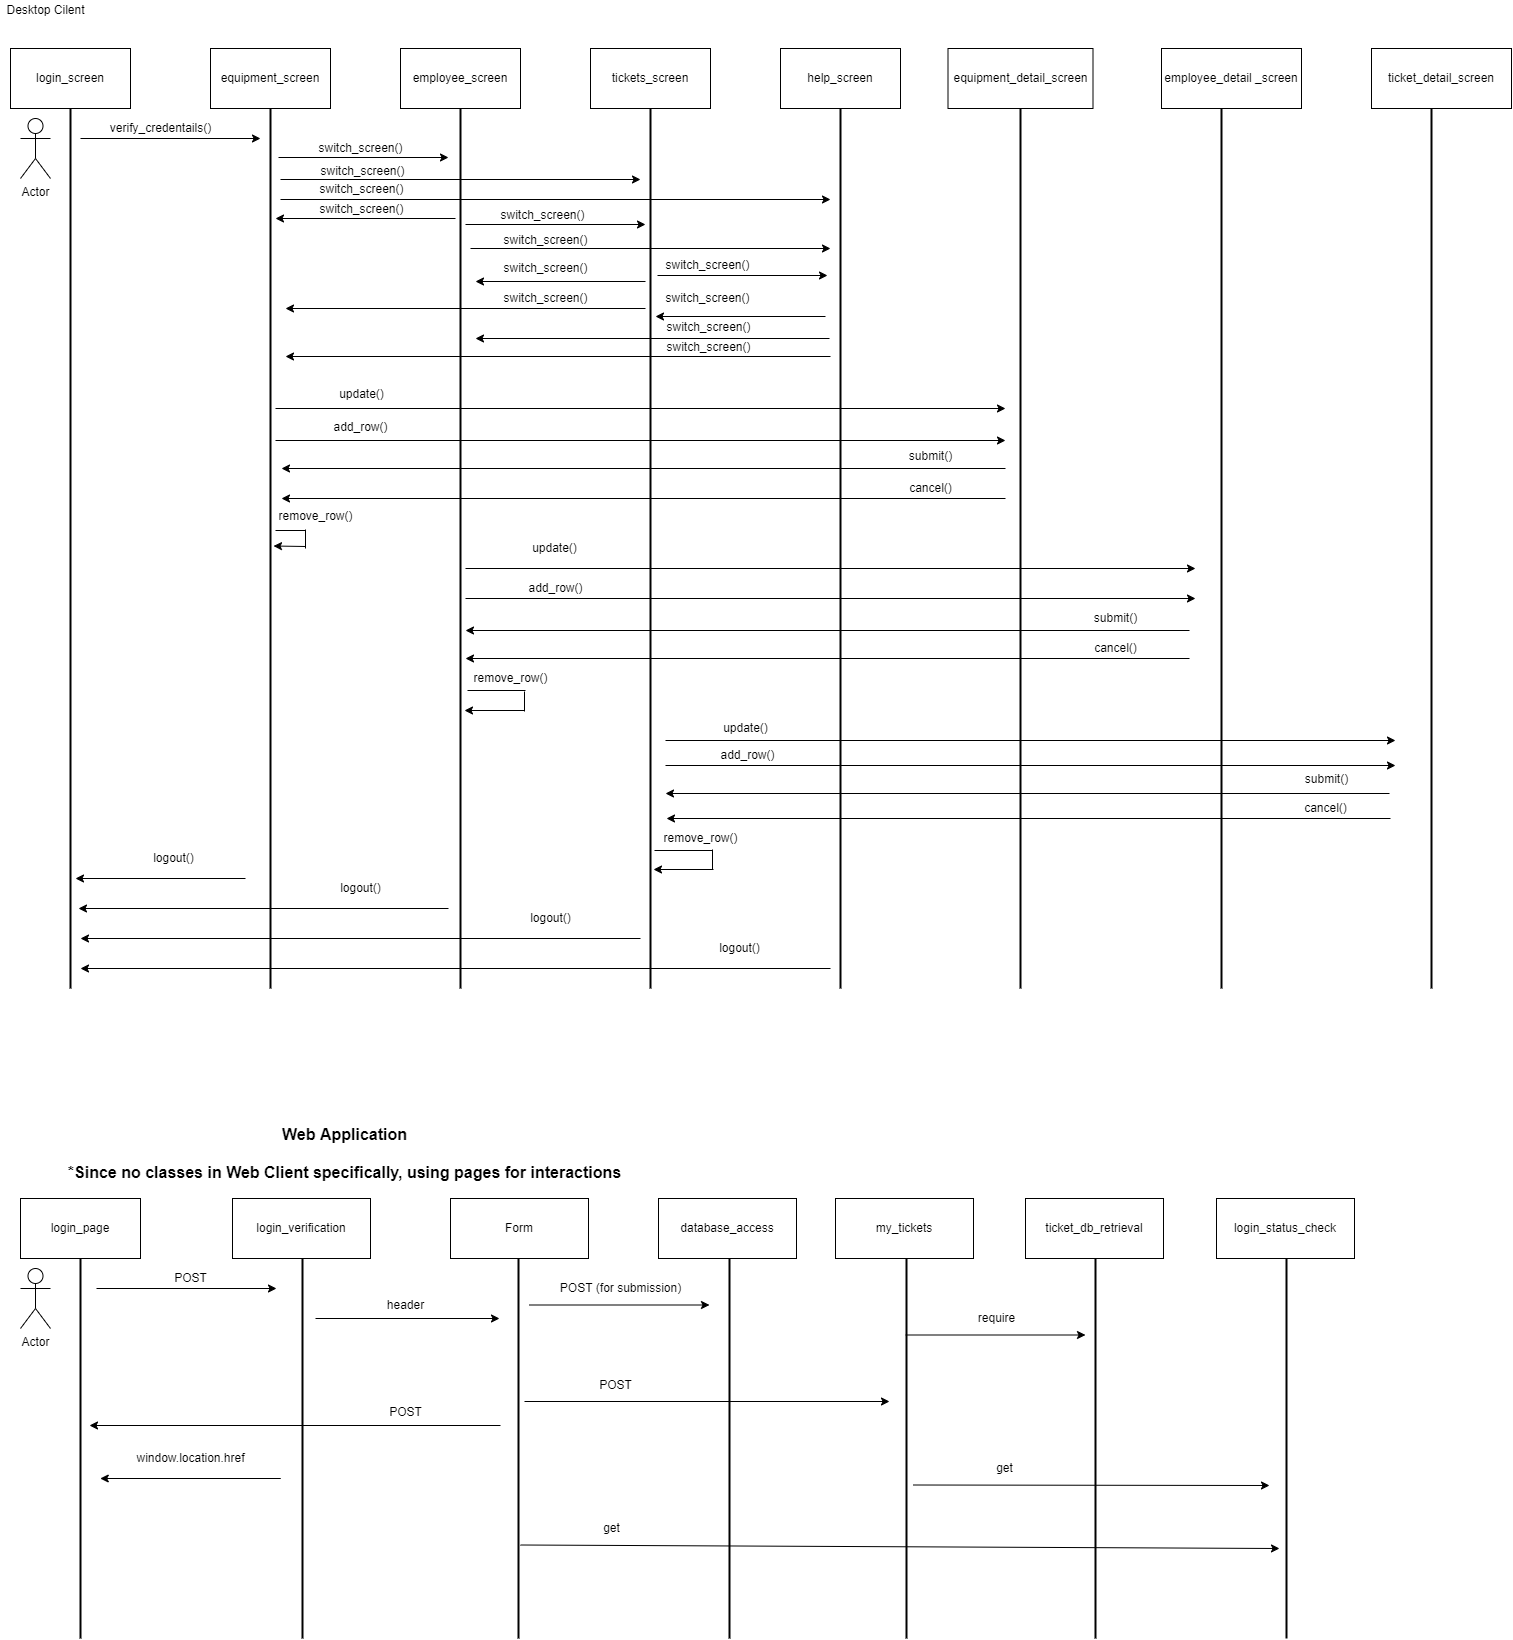 Desktop Cilent
login_screen
equipment_screen
employee_screen
tickets_screen
help_screen
equipment_detail_screen
employee_detail _screen
ticket_detail_screen
Actor
verify_credentails()
switch_screen()
switch_screen()
switch_screen()
switch_screen()
switch_screen()
switch_screen()
switch_screen()
switch_screen()
switch_screen()
switch_screen()
switch_screen()
switch_screen()
update()
add_row()
submit()
cancel()
remove_row()
update()
add_row()
submit()
cancel()
remove_row()
update()
add_row()
submit()
cancel()
remove_row()
logout()
logout()
logout()
logout()
Web Application
*Since no classes in Web Client specifically, using pages for interactions
login_page
login_verification
Form
database_access
my_tickets
ticket_db_retrieval
login_status_check
Actor
POST
POST (for submission)
header
require
POST
POST
window.location.href
get
get